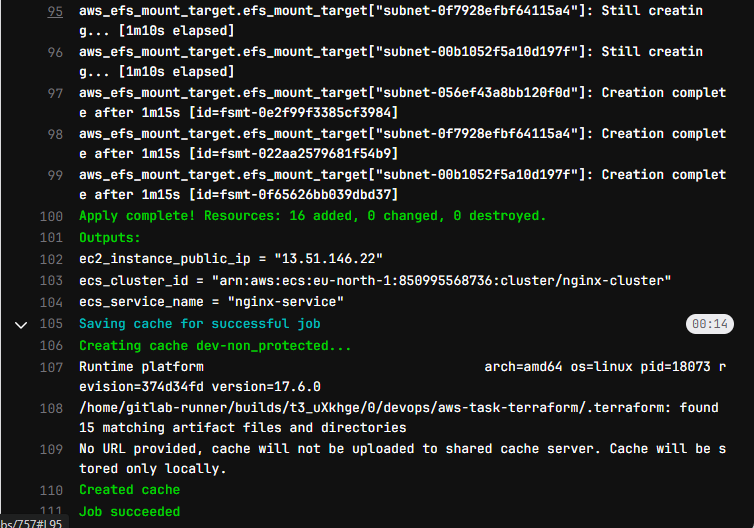 95 aws_efs_mount_target.efs_mount_target["subnet-0f7928efbf64115a4"]: Still creatin
g... [1m10s elapsed]
96 aws_efs_mount_target.efs_mount_target["subnet-00b1052f5a10d197f"]: Still creatin
g... [1m10s elapsed]
97 aws_efs_mount_target.efs_mount_target["subnet-056ef43a8bb120f0d"]: Creation complet
e after 1m15s [id=fsmt-0e2f99f3385cf3984]
98 aws_efs_mount_target.efs_mount_target["subnet-0f7928efbf64115a4"]: Creation complet
e after 1m15s [id=fsmt-022aa2579681f54b9]
99 aws_efs_mount_target.efs_mount_target["subnet-00b1052f5a10d197f"]: Creation complet
e after 1m15s [id=fsmt-0f65626bb039dbd37]
100 Apply complete! Resources: 16 added, 0 changed, 0 destroyed.
101 Outputs:
102 ec2_instance_public_ip = "13.51.146.22"
103 ecs_cluster_id = "arn:aws:ecs:eu-north-1:850995568736:cluster/nginx-cluster"
104 ecs_service_name = "nginx-service"
105 Saving cache for successful job 00:14
106 Creating cache dev-non_protected...
107 Runtime platform arch=amd64 os=linux pid=18073 r
evision=374d34fd version=17.6.0
108 /home/gitlab-runner/builds/t3_uXkhge/0/devops/aws-task-terraform/.terraform: found
15 matching artifact files and directories
109 No URL provided, cache will not be uploaded to shared cache server. Cache will be s
tored only locally.
110 Created cache
111 Job succeeded
bs/757#L95